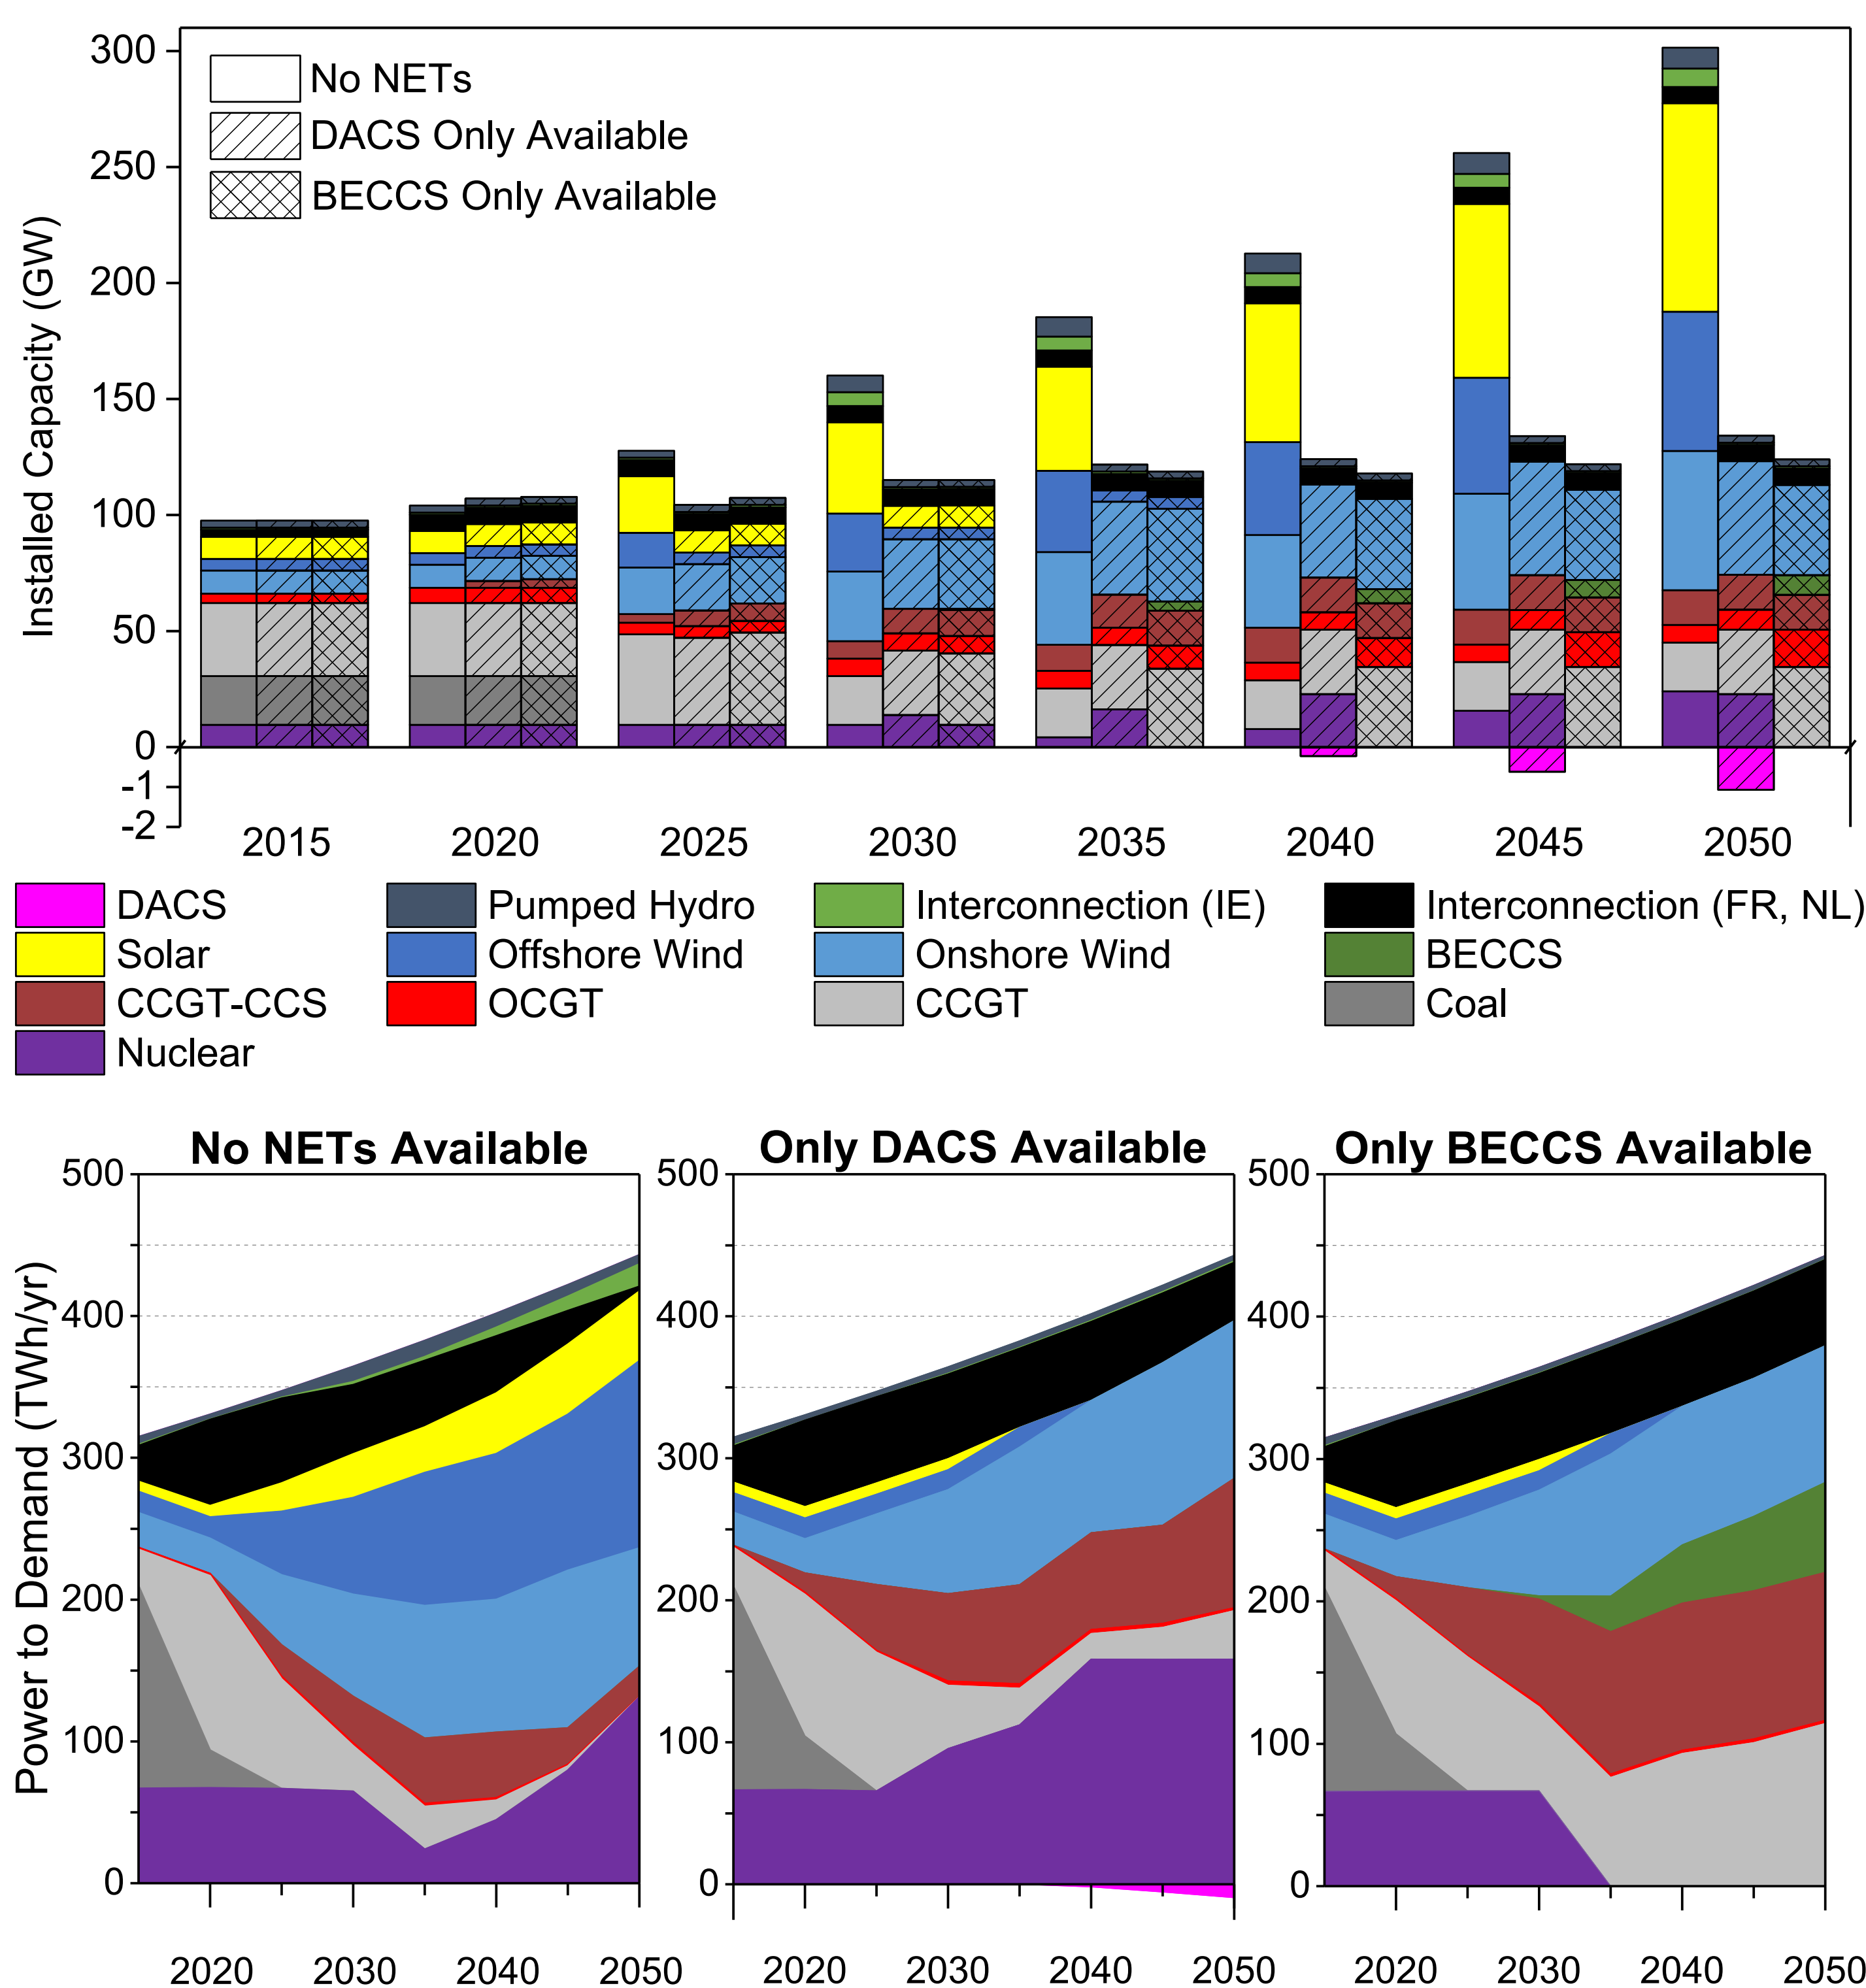 Installed Capacity (GW)
300
250
200
150
100
50
0
-1
-2
No NETs
DACS Only Available
BECCS Only Available
2015 2020 2025 2030 2035 2040 2045 2050
DACS Pumped Hydro Interconnection (IE) Interconnection (FR, NL)
Solar Offshore Wind Onshore Wind BECCS
CCGT-CCS OCGT CCGT Coal
Nuclear
Power to Demand (TWh/yr)
No NETs Available
500
400
300
200
100
0
2020 2030 2040 2050
Only DACS Available
500
400
300
200
100
0
2020 2030 2040 2050
Only BECCS Available
500
400
300
200
100
0
2020 2030 2040 2050